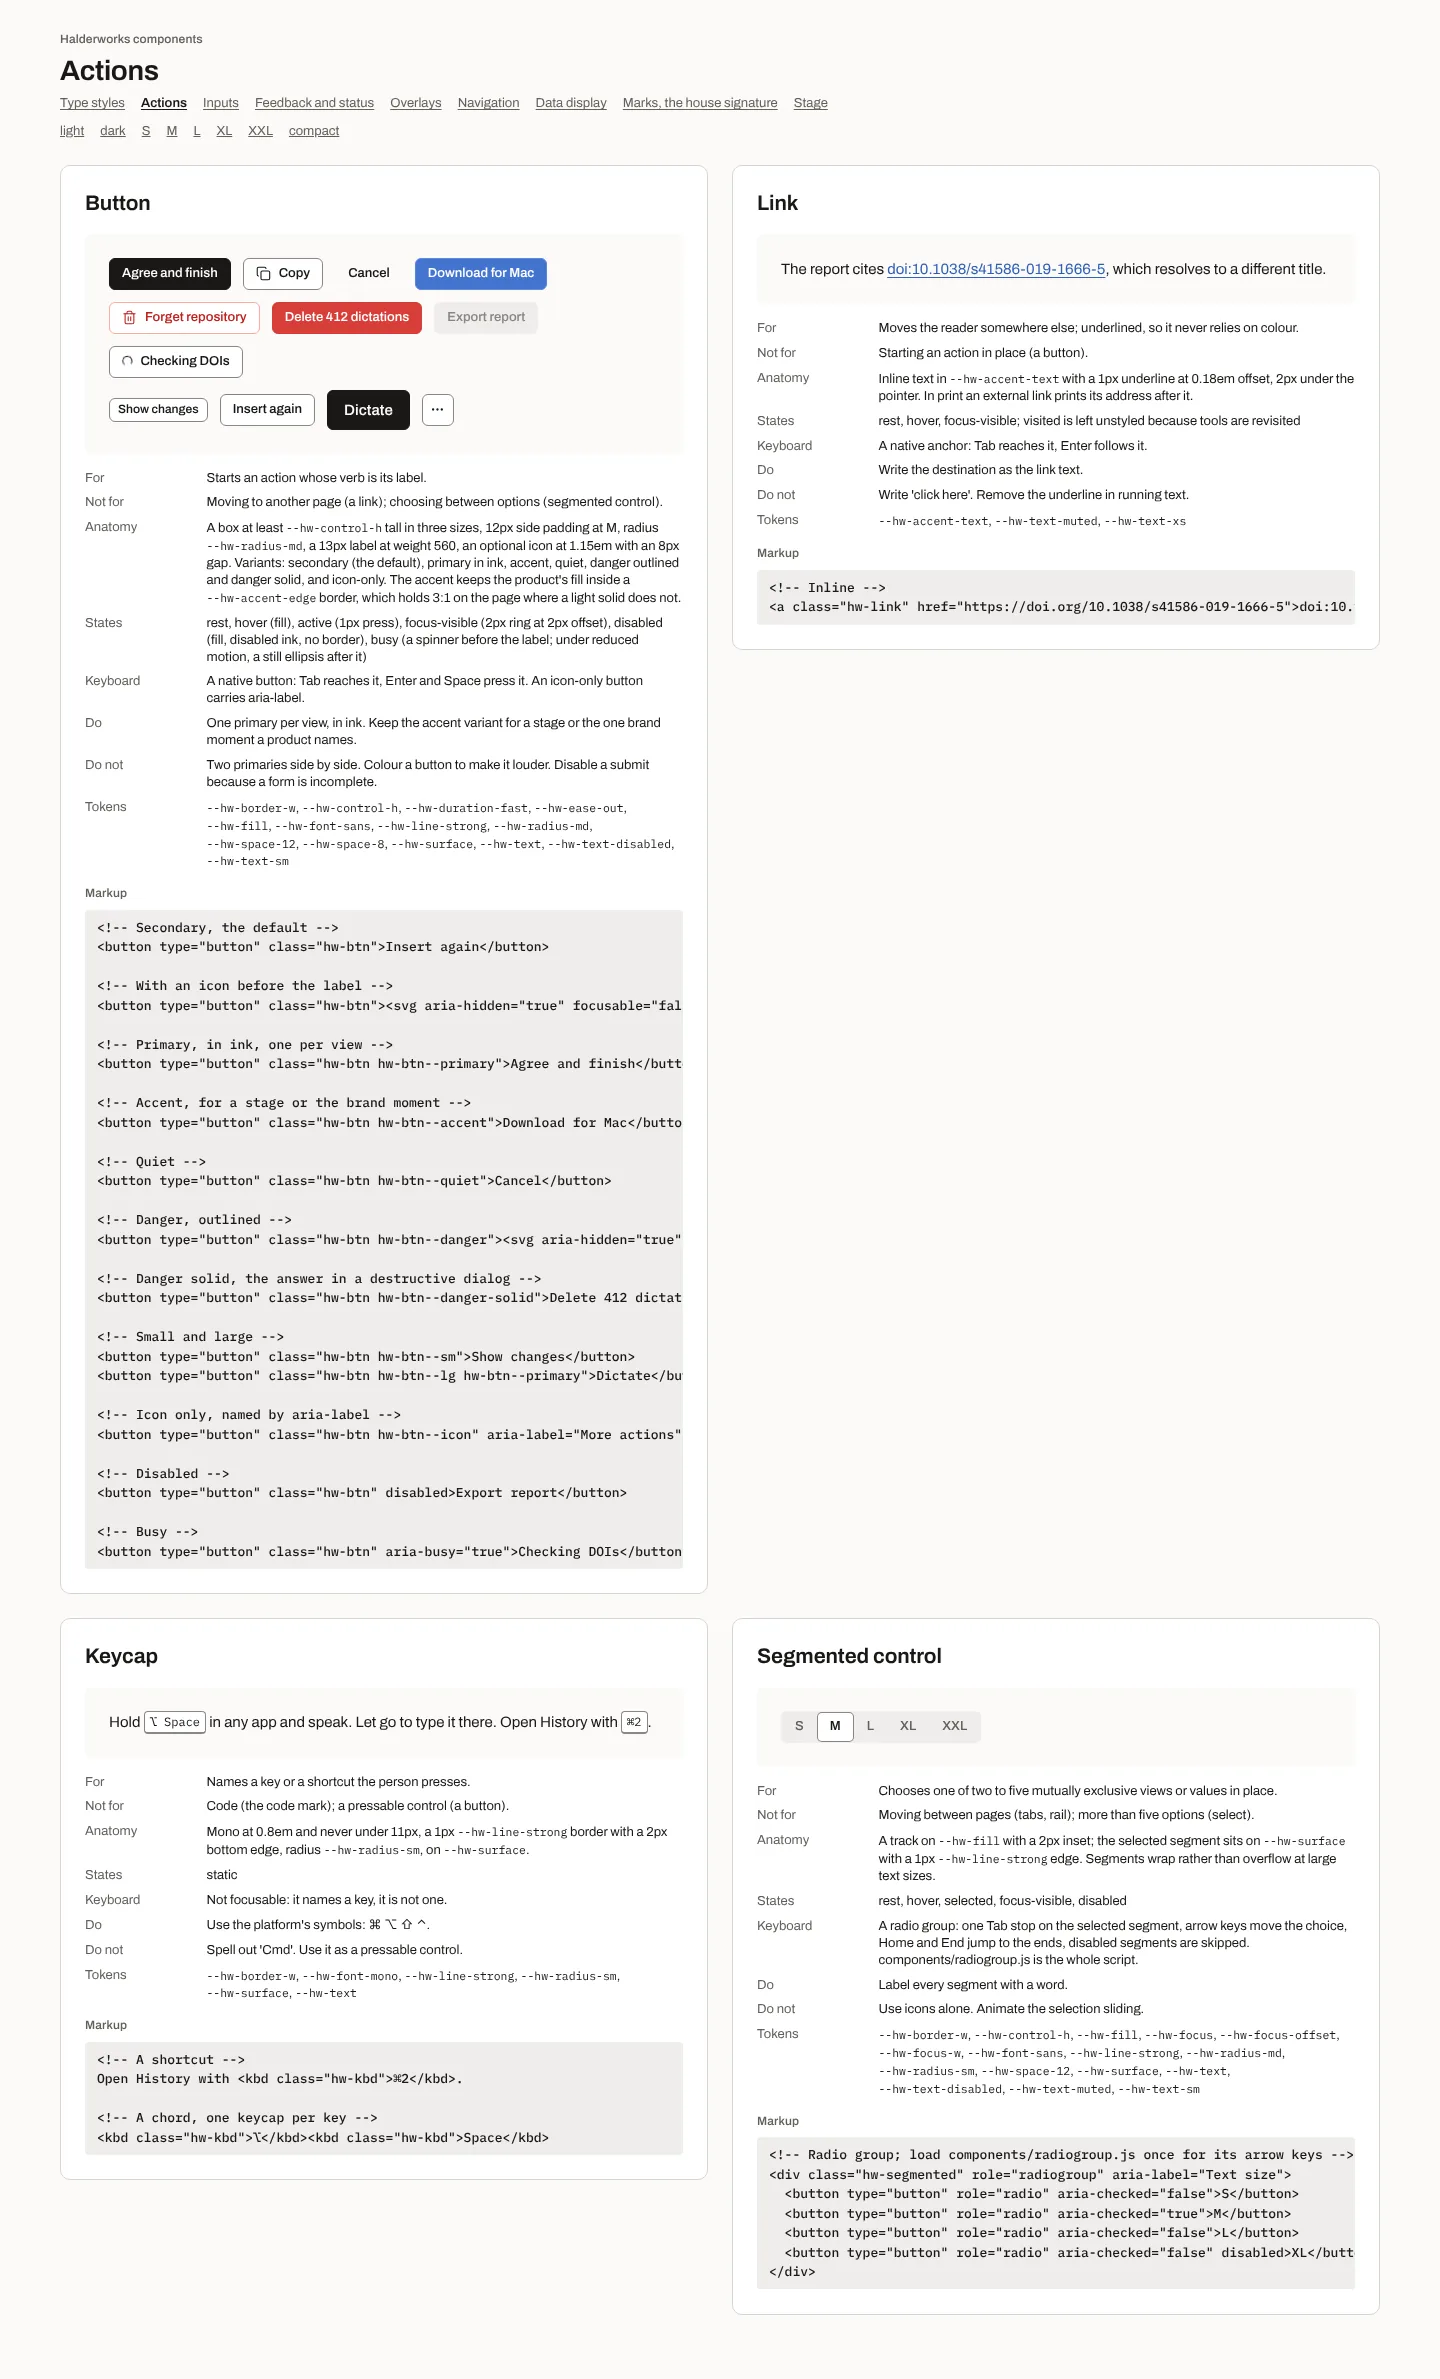 Halderworks components
Actions
Type styles Actions Inputs Feedback and status Overlays Navigation Data display Marks, the house signature Stage
light dark S M L XL XXL compact
Button
Agree and finish Copy Cancel Download for Mac
Forget repository Delete 412 dictations Export report
Checking DOIs
Show changes Insert again Dictate ···
For Starts an action whose verb is its label.
Not for Moving to another page (a link); choosing between options (segmented control).
Anatomy A box at least --hw-control-h tall in three sizes, 12px side padding at M, radius
--hw-radius-md, a 13px label at weight 560, an optional icon at 1.15em with an 8px
gap. Variants: secondary (the default), primary in ink, accent, quiet, danger outlined
and danger solid, and icon-only. The accent keeps the product's fill inside a
--hw-accent-edge border, which holds 3:1 on the page where a light solid does not.
States rest, hover (fill), active (1px press), focus-visible (2px ring at 2px offset), disabled
(fill, disabled ink, no border), busy (a spinner before the label; under reduced
motion, a still ellipsis after it)
Keyboard A native button: Tab reaches it, Enter and Space press it. An icon-only button
carries aria-label.
Do One primary per view, in ink. Keep the accent variant for a stage or the one brand
moment a product names.
Do not Two primaries side by side. Colour a button to make it louder. Disable a submit
because a form is incomplete.
Tokens --hw-border-w, --hw-control-h, --hw-duration-fast, --hw-ease-out,
--hw-fill, --hw-font-sans, --hw-line-strong, --hw-radius-md,
--hw-space-12, --hw-space-8, --hw-surface, --hw-text, --hw-text-disabled,
--hw-text-sm
Markup
<!-- Secondary, the default -->
<button type="button" class="hw-btn">Insert again</button>
<!-- With an icon before the label -->
<button type="button" class="hw-btn"><svg aria-hidden="true" focusable="fal
<!-- Primary, in ink, one per view -->
<button type="button" class="hw-btn hw-btn--primary">Agree and finish</butt
<!-- Accent, for a stage or the brand moment -->
<button type="button" class="hw-btn hw-btn--accent">Download for Mac</butto
<!-- Quiet -->
<button type="button" class="hw-btn hw-btn--quiet">Cancel</button>
<!-- Danger, outlined -->
<button type="button" class="hw-btn hw-btn--danger"><svg aria-hidden="true"
<!-- Danger solid, the answer in a destructive dialog -->
<button type="button" class="hw-btn hw-btn--danger-solid">Delete 412 dictat
<!-- Small and large -->
<button type="button" class="hw-btn hw-btn--sm">Show changes</button>
<button type="button" class="hw-btn hw-btn--lg hw-btn--primary">Dictate</bu
<!-- Icon only, named by aria-label -->
<button type="button" class="hw-btn hw-btn--icon" aria-label="More actions"
<!-- Disabled -->
<button type="button" class="hw-btn" disabled>Export report</button>
<!-- Busy -->
<button type="button" class="hw-btn" aria-busy="true">Checking DOIs</button
Link
The report cites doi:10.1038/s41586-019-1666-5, which resolves to a different title.
For Moves the reader somewhere else; underlined, so it never relies on colour.
Not for Starting an action in place (a button).
Anatomy Inline text in --hw-accent-text with a 1px underline at 0.18em offset, 2px under the
pointer. In print an external link prints its address after it.
States rest, hover, focus-visible; visited is left unstyled because tools are revisited
Keyboard A native anchor: Tab reaches it, Enter follows it.
Do Write the destination as the link text.
Do not Write 'click here'. Remove the underline in running text.
Tokens --hw-accent-text, --hw-text-muted, --hw-text-xs
Markup
<!-- Inline -->
<a class="hw-link" href="https://doi.org/10.1038/s41586-019-1666-5">doi:10.
Keycap
Hold ⌥ Space in any app and speak. Let go to type it there. Open History with ⌘2.
For Names a key or a shortcut the person presses.
Not for Code (the code mark); a pressable control (a button).
Anatomy Mono at 0.8em and never under 11px, a 1px --hw-line-strong border with a 2px
bottom edge, radius --hw-radius-sm, on --hw-surface.
States static
Keyboard Not focusable: it names a key, it is not one.
Do Use the platform's symbols: ⌘ ⌥ ⇧ ⌃.
Do not Spell out 'Cmd'. Use it as a pressable control.
Tokens --hw-border-w, --hw-font-mono, --hw-line-strong, --hw-radius-sm,
--hw-surface, --hw-text
Markup
<!-- A shortcut -->
Open History with <kbd class="hw-kbd">⌘2</kbd>.
<!-- A chord, one keycap per key -->
<kbd class="hw-kbd">⌥</kbd><kbd class="hw-kbd">Space</kbd>
Segmented control
S M L XL XXL
For Chooses one of two to five mutually exclusive views or values in place.
Not for Moving between pages (tabs, rail); more than five options (select).
Anatomy A track on --hw-fill with a 2px inset; the selected segment sits on --hw-surface
with a 1px --hw-line-strong edge. Segments wrap rather than overflow at large
text sizes.
States rest, hover, selected, focus-visible, disabled
Keyboard A radio group: one Tab stop on the selected segment, arrow keys move the choice,
Home and End jump to the ends, disabled segments are skipped.
components/radiogroup.js is the whole script.
Do Label every segment with a word.
Do not Use icons alone. Animate the selection sliding.
Tokens --hw-border-w, --hw-control-h, --hw-fill, --hw-focus, --hw-focus-offset,
--hw-focus-w, --hw-font-sans, --hw-line-strong, --hw-radius-md,
--hw-radius-sm, --hw-space-12, --hw-surface, --hw-text,
--hw-text-disabled, --hw-text-muted, --hw-text-sm
Markup
<!-- Radio group; load components/radiogroup.js once for its arrow keys -->
<div class="hw-segmented" role="radiogroup" aria-label="Text size">
<button type="button" role="radio" aria-checked="false">S</button>
<button type="button" role="radio" aria-checked="true">M</button>
<button type="button" role="radio" aria-checked="false">L</button>
<button type="button" role="radio" aria-checked="false" disabled>XL</butt
</div>